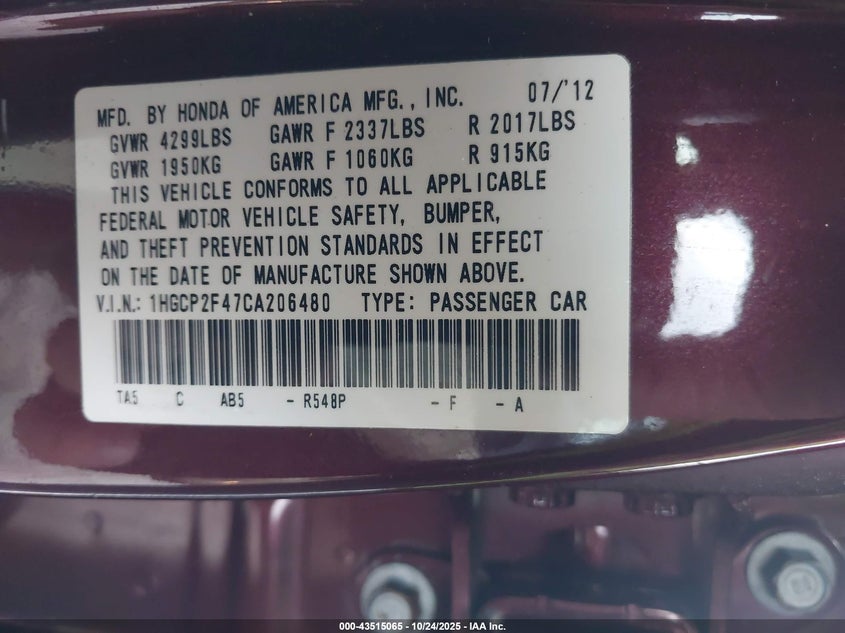 MFD. BY HONDA OF AMERICA MFG., INC. 07/'12
GVWR 4299LBS GAWR F 2337LBS R 2017LBS
GVWR 1950KG GAWR F 1060KG R 915KG
THIS VEHICLE CONFORMS TO ALL APPLICABLE
FEDERAL MOTOR VEHICLE SAFETY, BUMPER,
AND THEFT PREVENTION STANDARDS IN EFFECT
ON THE DATE OF MANUFACTURE SHOWN ABOVE.
V.I.N.: 1HGCP2F47CA206480 TYPE: PASSENGER CAR
TA5 C AB5 - R548P - F - A
000-43515065 - 10/24/2025 - IAA Inc.